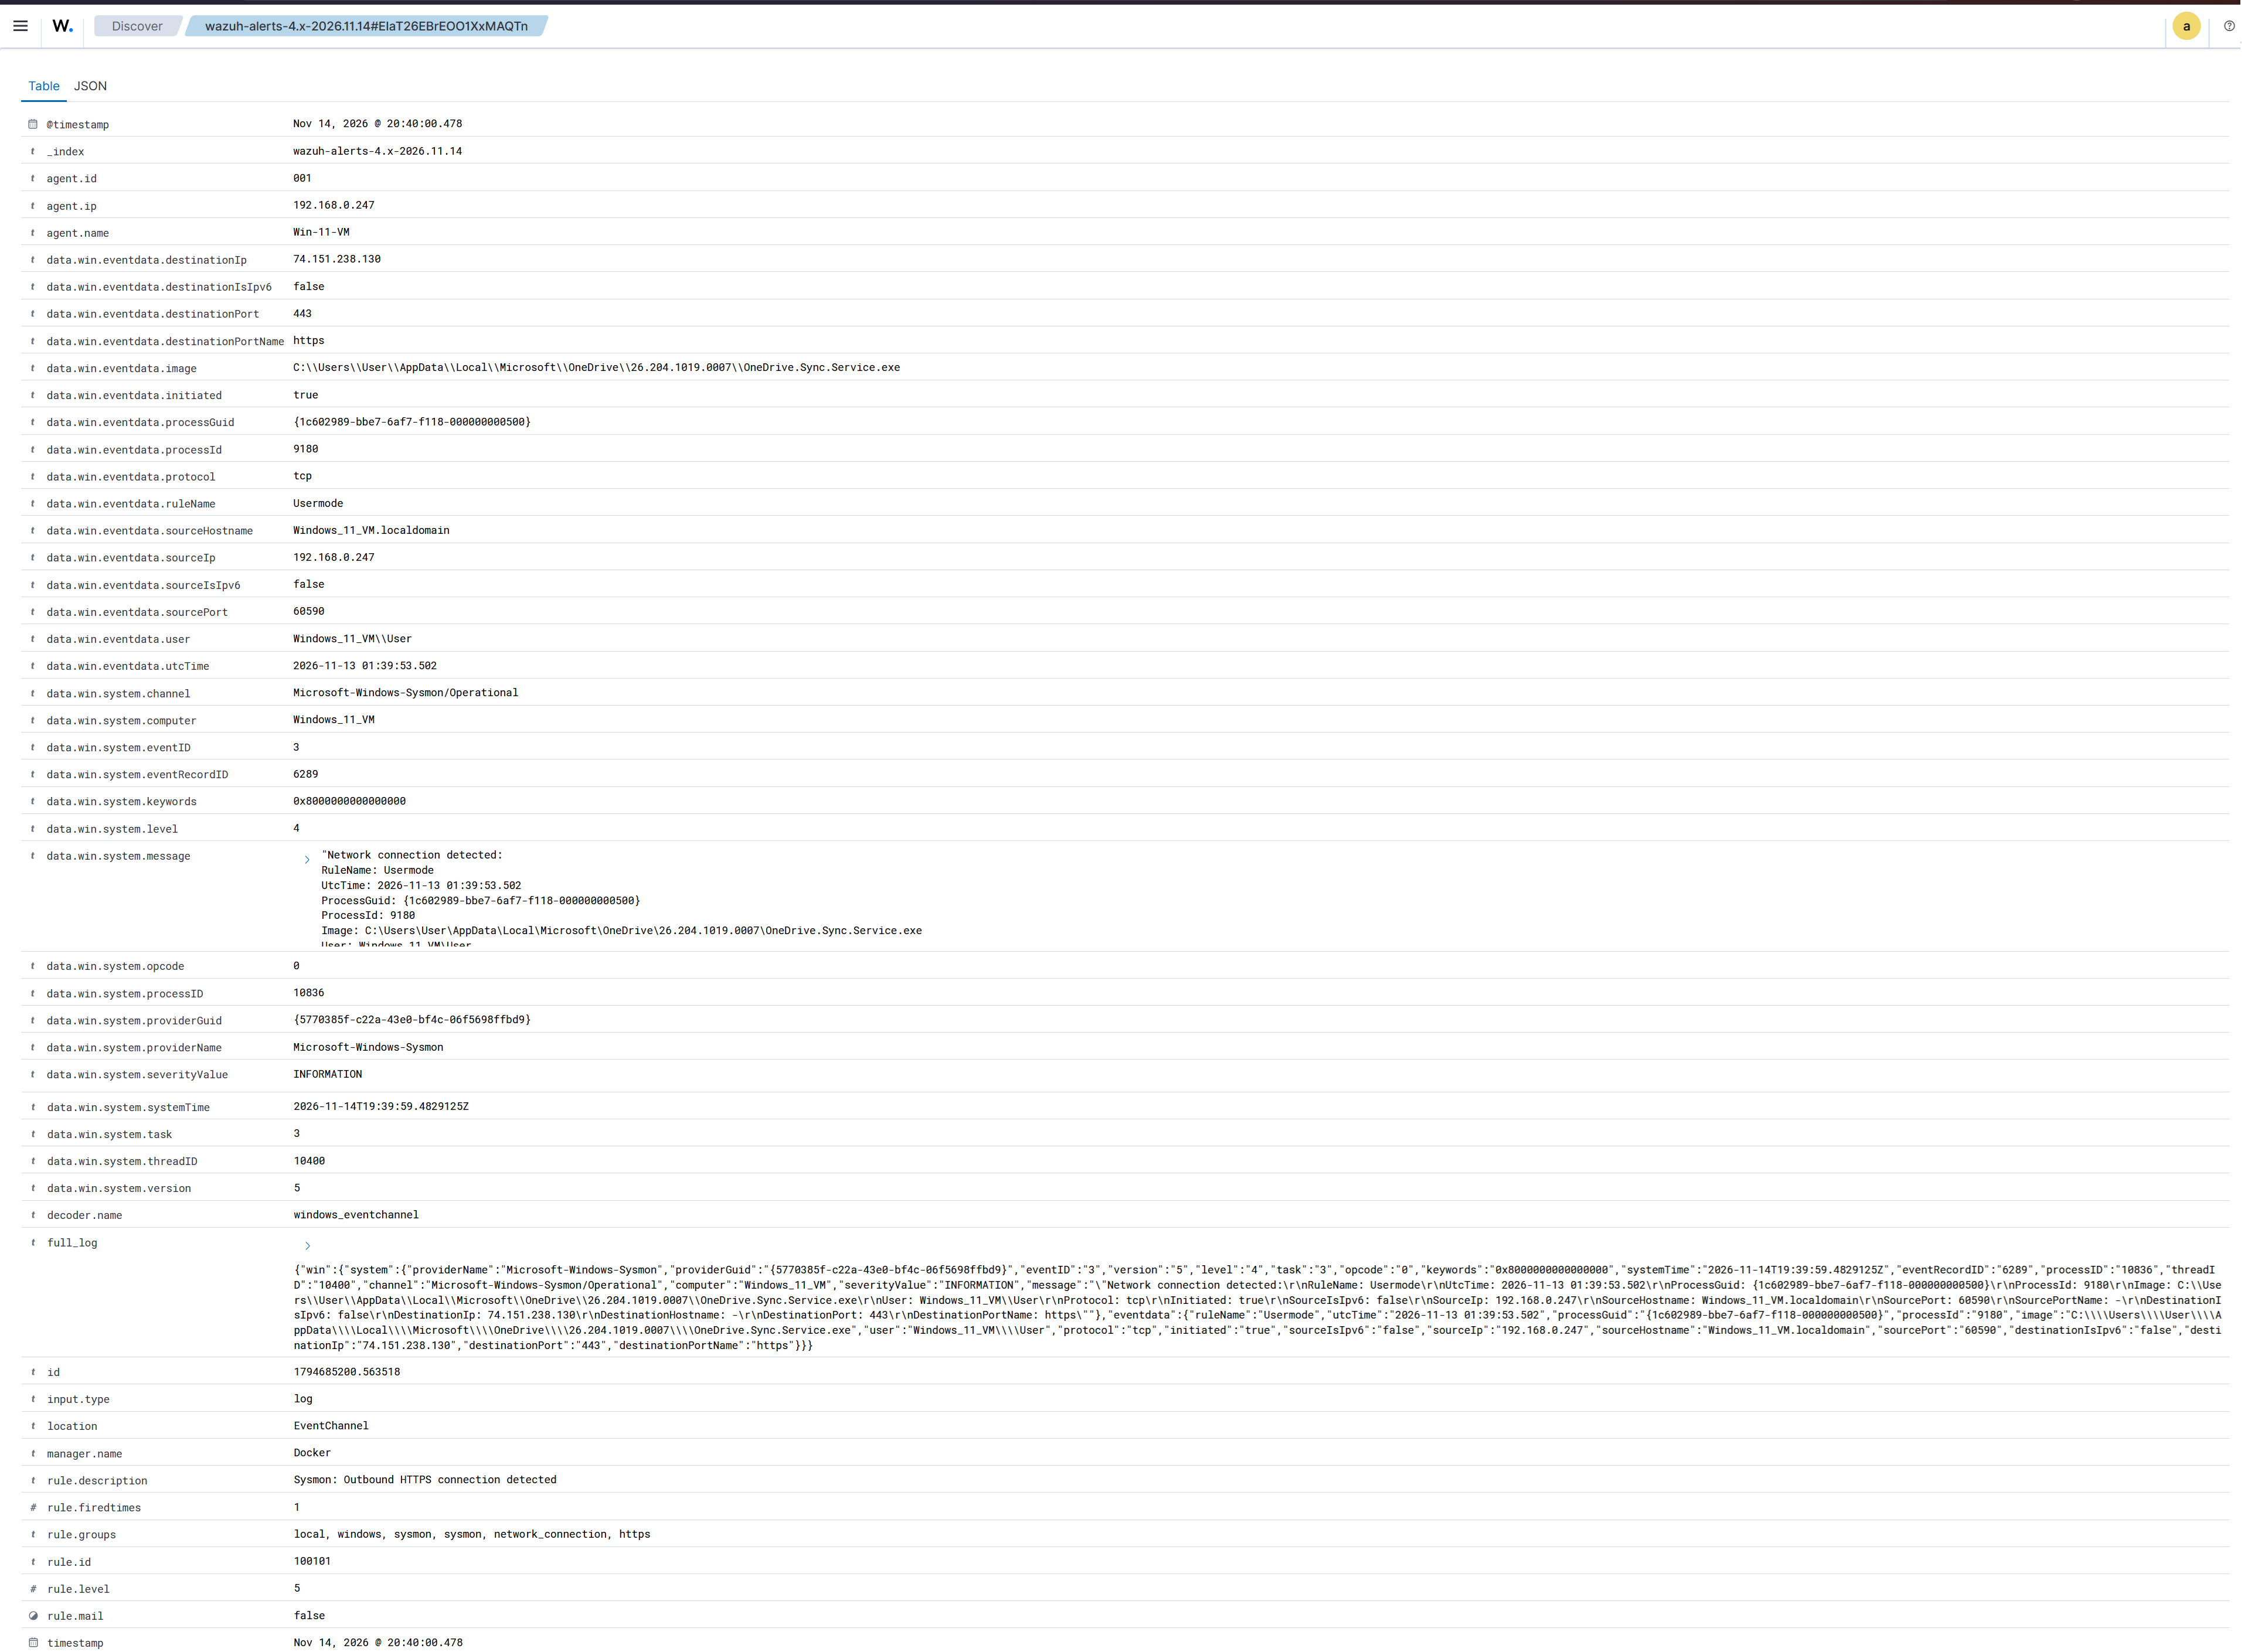 W. Discover wazuh-alerts-4.x-2026.11.14#EIaT26EBrEOO1XxMAQTn a
Table JSON
@timestamp Nov 14, 2026 @ 20:40:00.478
t _index wazuh-alerts-4.x-2026.11.14
t agent.id 001
t agent.ip 192.168.0.247
t agent.name Win-11-VM
t data.win.eventdata.destinationIp 74.151.238.130
t data.win.eventdata.destinationIsIpv6 false
t data.win.eventdata.destinationPort 443
t data.win.eventdata.destinationPortName https
t data.win.eventdata.image C:\\Users\\User\\AppData\\Local\\Microsoft\\OneDrive\\26.204.1019.0007\\OneDrive.Sync.Service.exe
t data.win.eventdata.initiated true
t data.win.eventdata.processGuid {1c602989-bbe7-6af7-f118-000000000500}
t data.win.eventdata.processId 9180
t data.win.eventdata.protocol tcp
t data.win.eventdata.ruleName Usermode
t data.win.eventdata.sourceHostname Windows_11_VM.localdomain
t data.win.eventdata.sourceIp 192.168.0.247
t data.win.eventdata.sourceIsIpv6 false
t data.win.eventdata.sourcePort 60590
t data.win.eventdata.user Windows_11_VM\\User
t data.win.eventdata.utcTime 2026-11-13 01:39:53.502
t data.win.system.channel Microsoft-Windows-Sysmon/Operational
t data.win.system.computer Windows_11_VM
t data.win.system.eventID 3
t data.win.system.eventRecordID 6289
t data.win.system.keywords 0x8000000000000000
t data.win.system.level 4
t data.win.system.message "Network connection detected:
RuleName: Usermode
UtcTime: 2026-11-13 01:39:53.502
ProcessGuid: {1c602989-bbe7-6af7-f118-000000000500}
ProcessId: 9180
Image: C:\Users\User\AppData\Local\Microsoft\OneDrive\26.204.1019.0007\OneDrive.Sync.Service.exe
User: Windows_11_VM\User
t data.win.system.opcode 0
t data.win.system.processID 10836
t data.win.system.providerGuid {5770385f-c22a-43e0-bf4c-06f5698ffbd9}
t data.win.system.providerName Microsoft-Windows-Sysmon
t data.win.system.severityValue INFORMATION
t data.win.system.systemTime 2026-11-14T19:39:59.4829125Z
t data.win.system.task 3
t data.win.system.threadID 10400
t data.win.system.version 5
t decoder.name windows_eventchannel
t full_log
{"win":{"system":{"providerName":"Microsoft-Windows-Sysmon","providerGuid":"{5770385f-c22a-43e0-bf4c-06f5698ffbd9}","eventID":"3","version":"5","level":"4","task":"3","opcode":"0","keywords":"0x8000000000000000","systemTime":"2026-11-14T19:39:59.4829125Z","eventRecordID":"6289","processID":"10836","threadI
D":"10400","channel":"Microsoft-Windows-Sysmon/Operational","computer":"Windows_11_VM","severityValue":"INFORMATION","message":"\"Network connection detected:\r\nRuleName: Usermode\r\nUtcTime: 2026-11-13 01:39:53.502\r\nProcessGuid: {1c602989-bbe7-6af7-f118-000000000500}\r\nProcessId: 9180\r\nImage: C:\\Use
rs\\User\\AppData\\Local\\Microsoft\\OneDrive\\26.204.1019.0007\\OneDrive.Sync.Service.exe\r\nUser: Windows_11_VM\\User\r\nProtocol: tcp\r\nInitiated: true\r\nSourceIsIpv6: false\r\nSourceIp: 192.168.0.247\r\nSourceHostname: Windows_11_VM.localdomain\r\nSourcePort: 60590\r\nSourcePortName: -\r\nDestinationI
sIpv6: false\r\nDestinationIp: 74.151.238.130\r\nDestinationHostname: -\r\nDestinationPort: 443\r\nDestinationPortName: https\""},"eventdata":{"ruleName":"Usermode","utcTime":"2026-11-13 01:39:53.502","processGuid":"{1c602989-bbe7-6af7-f118-000000000500}","processId":"9180","image":"C:\\\\Users\\\\User\\\\A
ppData\\\\Local\\\\Microsoft\\\\OneDrive\\\\26.204.1019.0007\\\\OneDrive.Sync.Service.exe","user":"Windows_11_VM\\\\User","protocol":"tcp","initiated":"true","sourceIsIpv6":"false","sourceIp":"192.168.0.247","sourceHostname":"Windows_11_VM.localdomain","sourcePort":"60590","destinationIsIpv6":"false","desti
nationIp":"74.151.238.130","destinationPort":"443","destinationPortName":"https"}}}
t id 1794685200.563518
t input.type log
t location EventChannel
t manager.name Docker
t rule.description Sysmon: Outbound HTTPS connection detected
# rule.firedtimes 1
t rule.groups local, windows, sysmon, sysmon, network_connection, https
t rule.id 100101
# rule.level 5
rule.mail false
timestamp Nov 14, 2026 @ 20:40:00.478